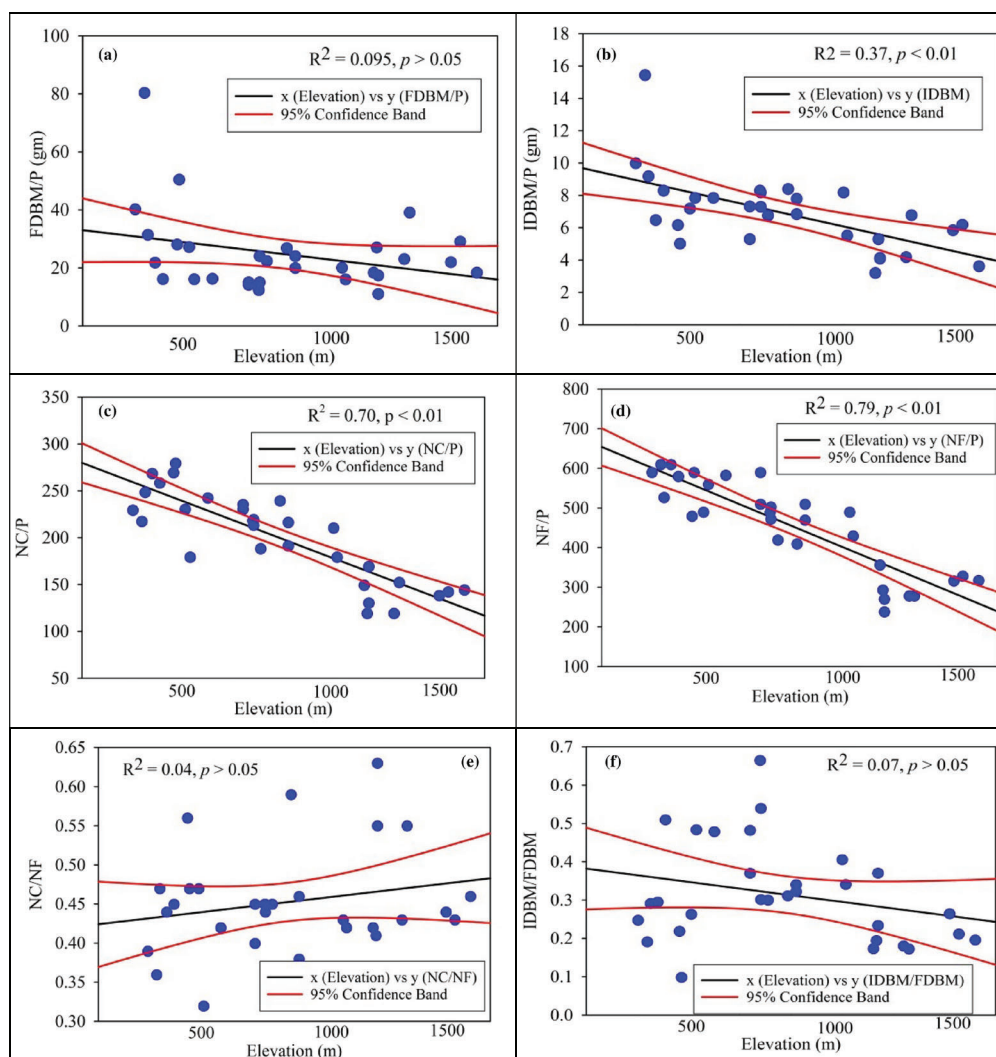 (a)
R² = 0.095, p > 0.05
x (Elevation) vs y (FDBM/P)
95% Confidence Band
FDBM/P (gm)
100
80
60
40
20
0
500
1000
1500
Elevation (m)
(b)
R2 = 0.37, p < 0.01
x (Elevation) vs y (IDBM)
95% Confidence Band
IDBM/P (gm)
18
16
14
12
10
8
6
4
2
0
500
1000
1500
Elevation (m)
(c)
R² = 0.70, p < 0.01
x (Elevation) vs y (NC/P)
95% Confidence Band
NC/P
350
300
250
200
150
100
50
500
1000
1500
Elevation (m)
(d)
R² = 0.79, p < 0.01
x (Elevation) vs y (NF/P)
95% Confidence Band
NF/P
800
700
600
500
400
300
200
100
500
1000
1500
Elevation (m)
(e)
R² = 0.04, p > 0.05
x (Elevation) vs y (NC/NF)
95% Confidence Band
NC/NF
0.65
0.60
0.55
0.50
0.45
0.40
0.35
0.30
500
1000
1500
Elevation (m)
(f)
R² = 0.07, p > 0.05
x (Elevation) vs y (IDBM/FDBM)
95% Confidence Band
IDBM/FDBM
0.7
0.6
0.5
0.4
0.3
0.2
0.1
0.0
500
1000
1500
Elevation (m)